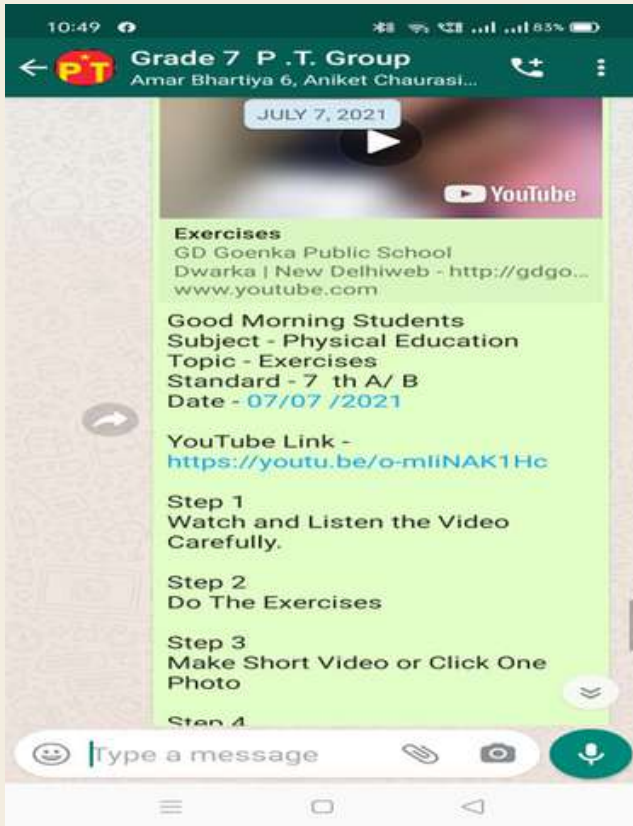 10:49
83%
PT
Grade 7 P .T. Group
Amar Bhartiya 6, Aniket Chaurasi...
JULY 7, 2021
YouTube
Exercises
GD Goenka Public School
Dwarka | New Delhiweb - http://gdgo...
www.youtube.com
Good Morning Students
Subject - Physical Education
Topic - Exercises
Standard - 7 th A/ B
Date - 07/07 /2021
YouTube Link -
https://youtu.be/o-mIiNAK1Hc
Step 1
Watch and Listen the Video
Carefully.
Step 2
Do The Exercises
Step 3
Make Short Video or Click One
Photo
Step 4
Type a message